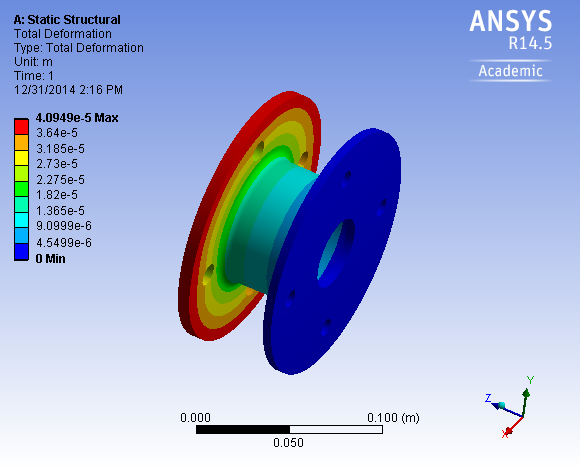 A: Static Structural
Total Deformation
Type: Total Deformation
Unit: m
Time: 1
12/31/2014 2:16 PM
4.0949e-5 Max
3.64e-5
3.185e-5
2.73e-5
2.275e-5
1.82e-5
1.365e-5
9.0999e-6
4.5499e-6
0 Min
ANSYS
R14.5
Academic
0.000
0.100 (m)
0.050
Y
Z
X